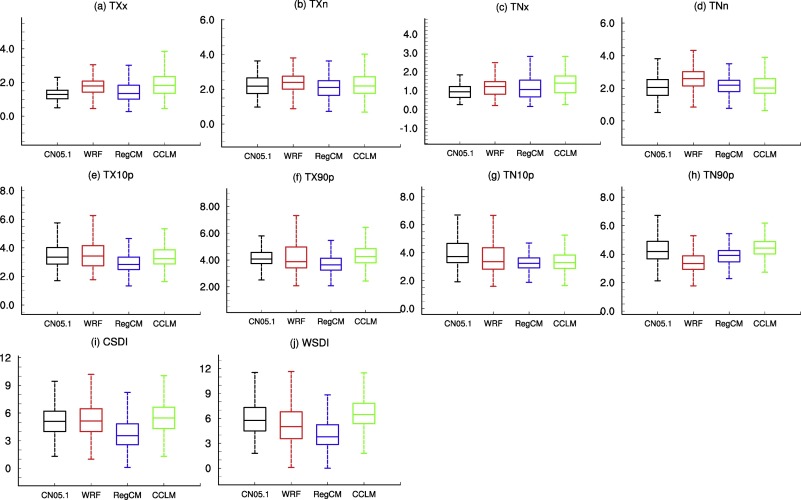 (a) TXx
4.0
2.0
0.0
CN05.1 WRF RegCM CCLM
(b) TXn
6.0
4.0
2.0
0.0
CN05.1 WRF RegCM CCLM
(c) TNx
4.0
3.0
2.0
1.0
0.0
-1.0
CN05.1 WRF RegCM CCLM
(d) TNn
6.0
4.0
2.0
0.0
CN05.1 WRF RegCM CCLM
(e) TX10p
8.0
6.0
4.0
2.0
0.0
CN05.1 WRF RegCM CCLM
(f) TX90p
8.00
6.00
4.00
2.00
CN05.1 WRF RegCM CCLM
(g) TN10p
8.0
6.0
4.0
2.0
0.0
CN05.1 WRF RegCM CCLM
(h) TN90p
8.0
6.0
4.0
2.0
0.0
CN05.1 WRF RegCM CCLM
(i) CSDI
12
9
6
3
0
CN05.1 WRF RegCM CCLM
(j) WSDI
12
9
6
3
0
CN05.1 WRF RegCM CCLM